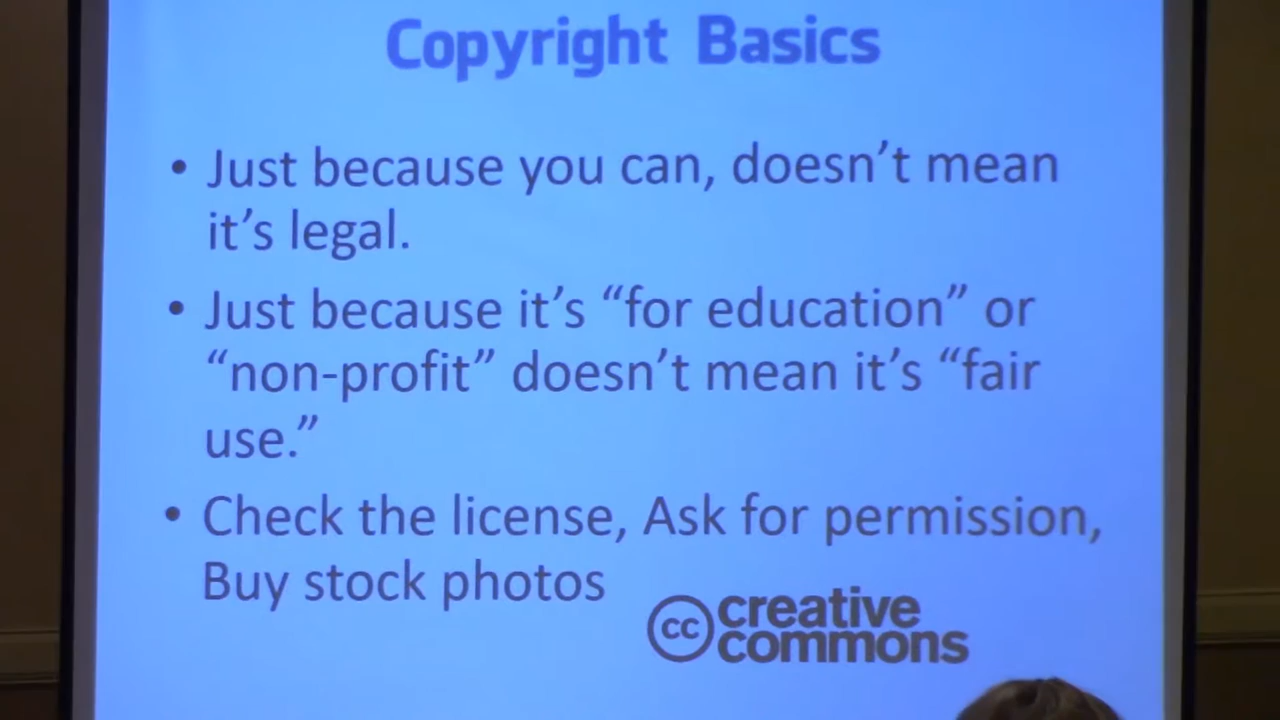 Copyright Basics
• Just because you can, doesn’t mean
it’s legal.
• Just because it’s “for education” or
“non-profit” doesn’t mean it’s “fair
use.”
• Check the license, Ask for permission,
Buy stock photos
cc creative
commons